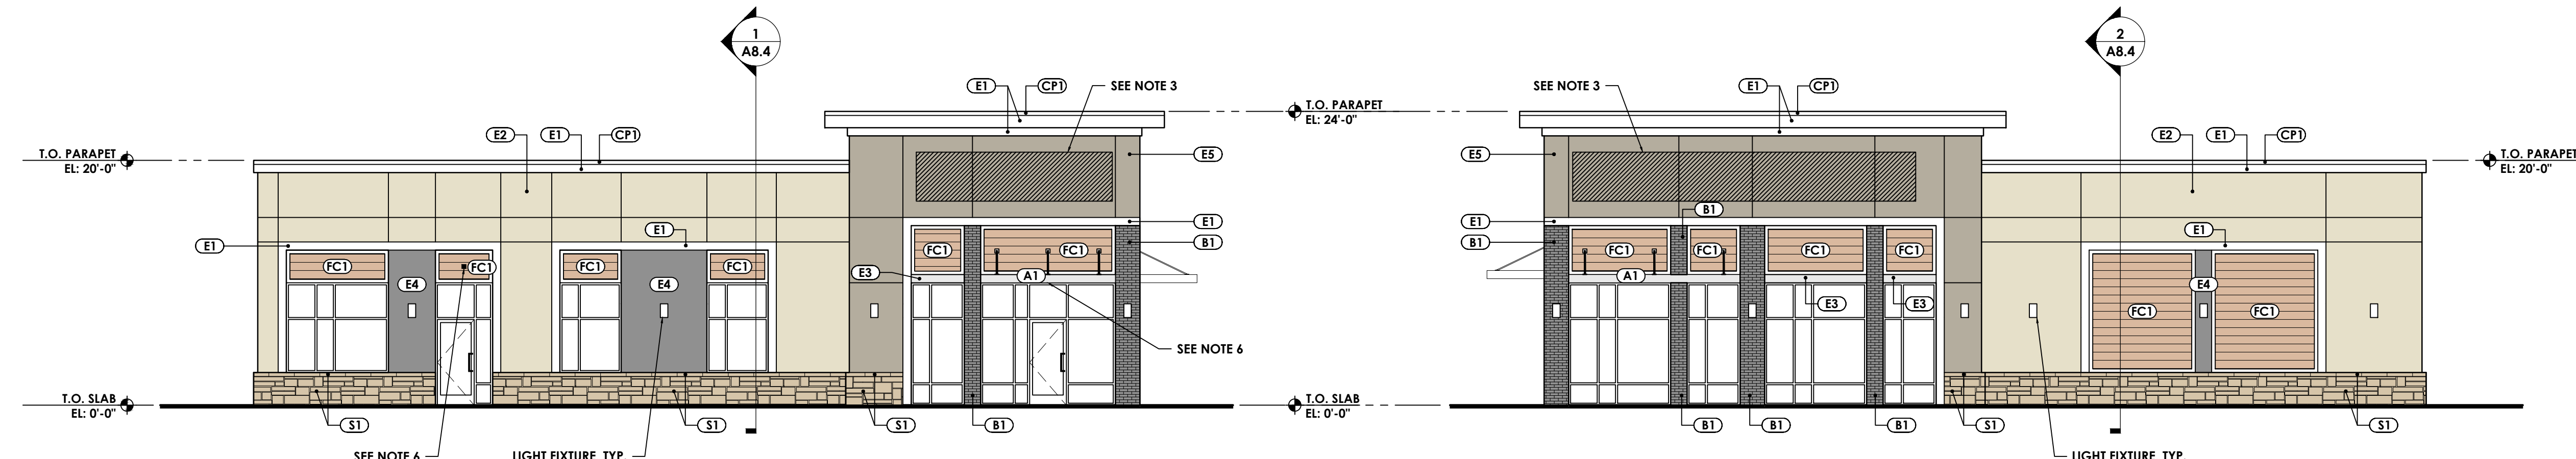 1
A8.4
E1
CP1
SEE NOTE 3
E2
E1
CP1
T.O. PARAPET
EL: 20'-0"
E5
E1
E1
E1
B1
FC1
FC1
FC1
FC1
FC1
FC1
E3
A1
E4
E4
SEE NOTE 6
T.O. SLAB
EL: 0'-0"
S1
S1
S1
B1
SEE NOTE 6
LIGHT FIXTURE, TYP.
T.O. PARAPET
EL: 24'-0"
T.O. SLAB
EL: 0'-0"
2
A8.4
SEE NOTE 3
E1
CP1
E2
E1
CP1
E5
T.O. PARAPET
EL: 20'-0"
B1
E1
E1
B1
FC1
FC1
FC1
FC1
A1
E4
E3
E3
FC1
FC1
B1
B1
B1
S1
S1
LIGHT FIXTURE, TYP.